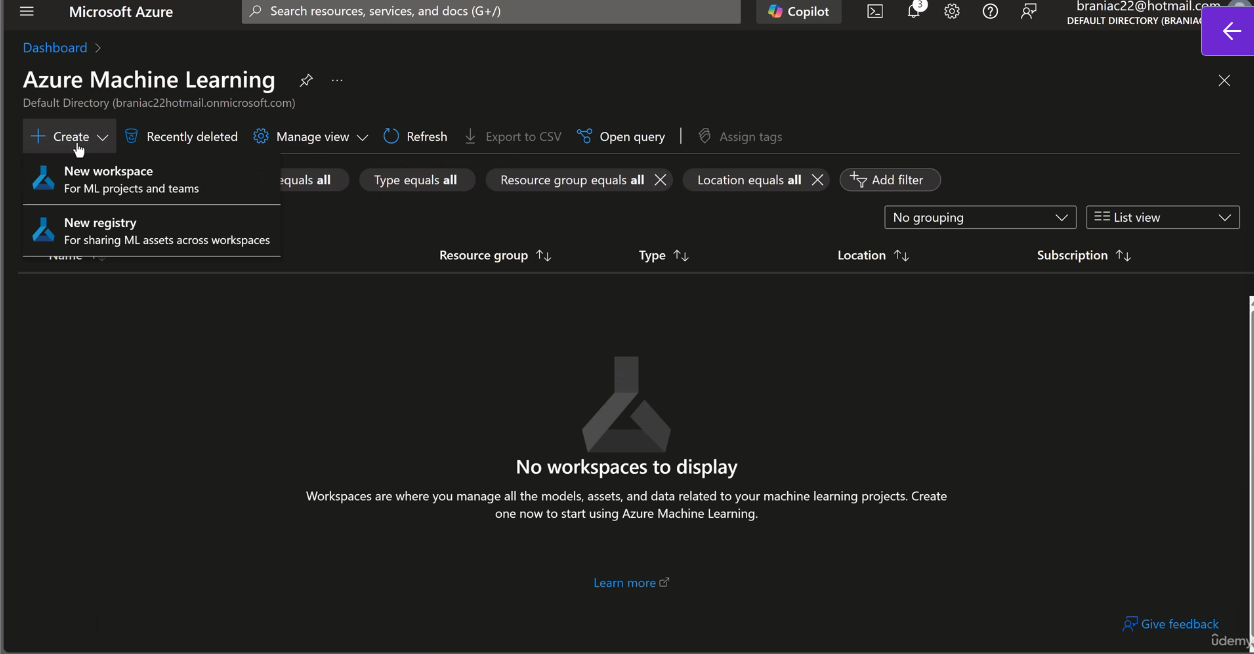 Microsoft Azure
Search resources, services, and docs (G+/)
Copilot
3
braniac22@hotmail.com
DEFAULT DIRECTORY (BRANIAC
Dashboard
Azure Machine Learning
Default Directory (braniac22hotmail.onmicrosoft.com)
Create
Recently deleted
Manage view
Refresh
Export to CSV
Open query
Assign tags
New workspace
For ML projects and teams
New registry
For sharing ML assets across workspaces
equals all
Type equals all
Resource group equals all
Location equals all
Add filter
No grouping
List view
Name
Resource group
Type
Location
Subscription
No workspaces to display
Workspaces are where you manage all the models, assets, and data related to your machine learning projects. Create
one now to start using Azure Machine Learning.
Learn more
Give feedback
ûdemy